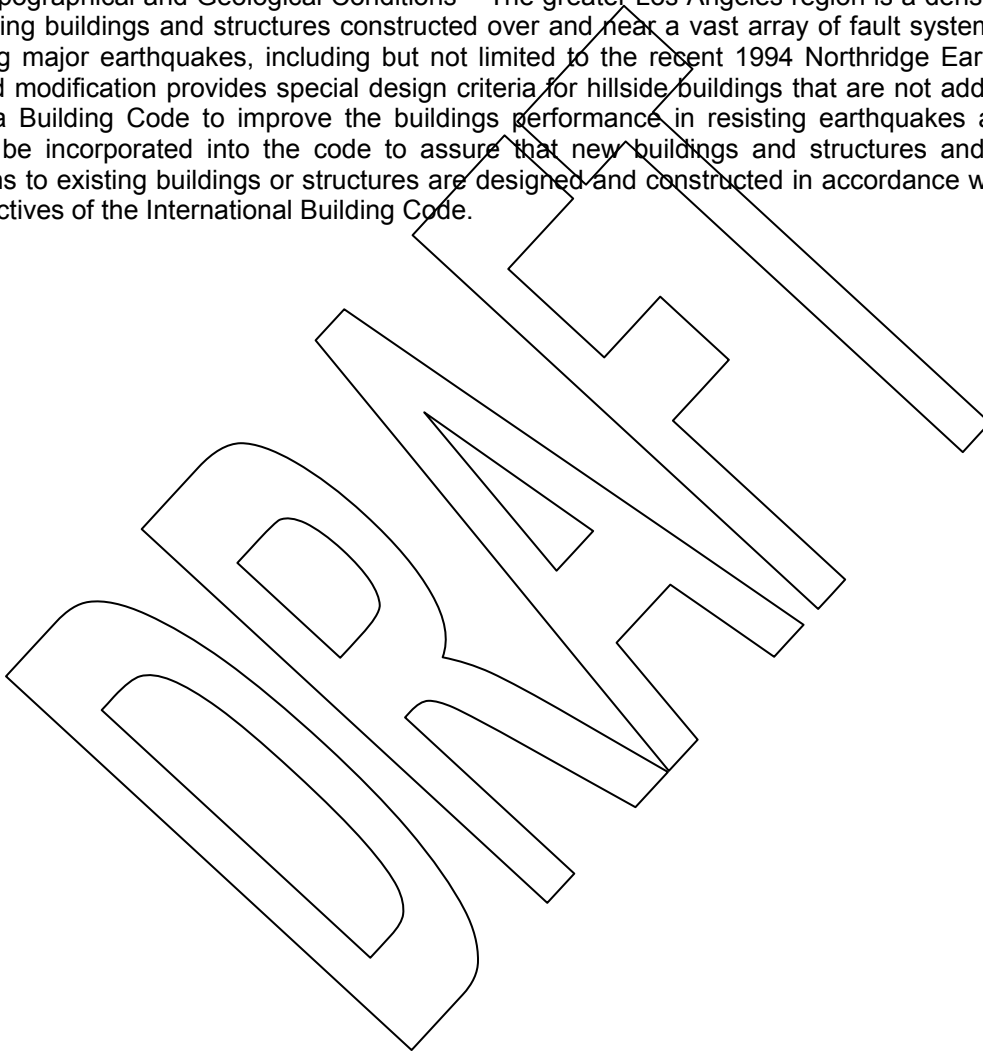 pographical and Geological Conditions – The greater Los Angeles region is a dens
ing buildings and structures constructed over and near a vast array of fault system
g major earthquakes, including but not limited to the recent 1994 Northridge Ear
d modification provides special design criteria for hillside buildings that are not add
a Building Code to improve the buildings performance in resisting earthquakes a
be incorporated into the code to assure that new buildings and structures and
ns to existing buildings or structures are designed and constructed in accordance w
ctives of the International Building Code.
DRAFT